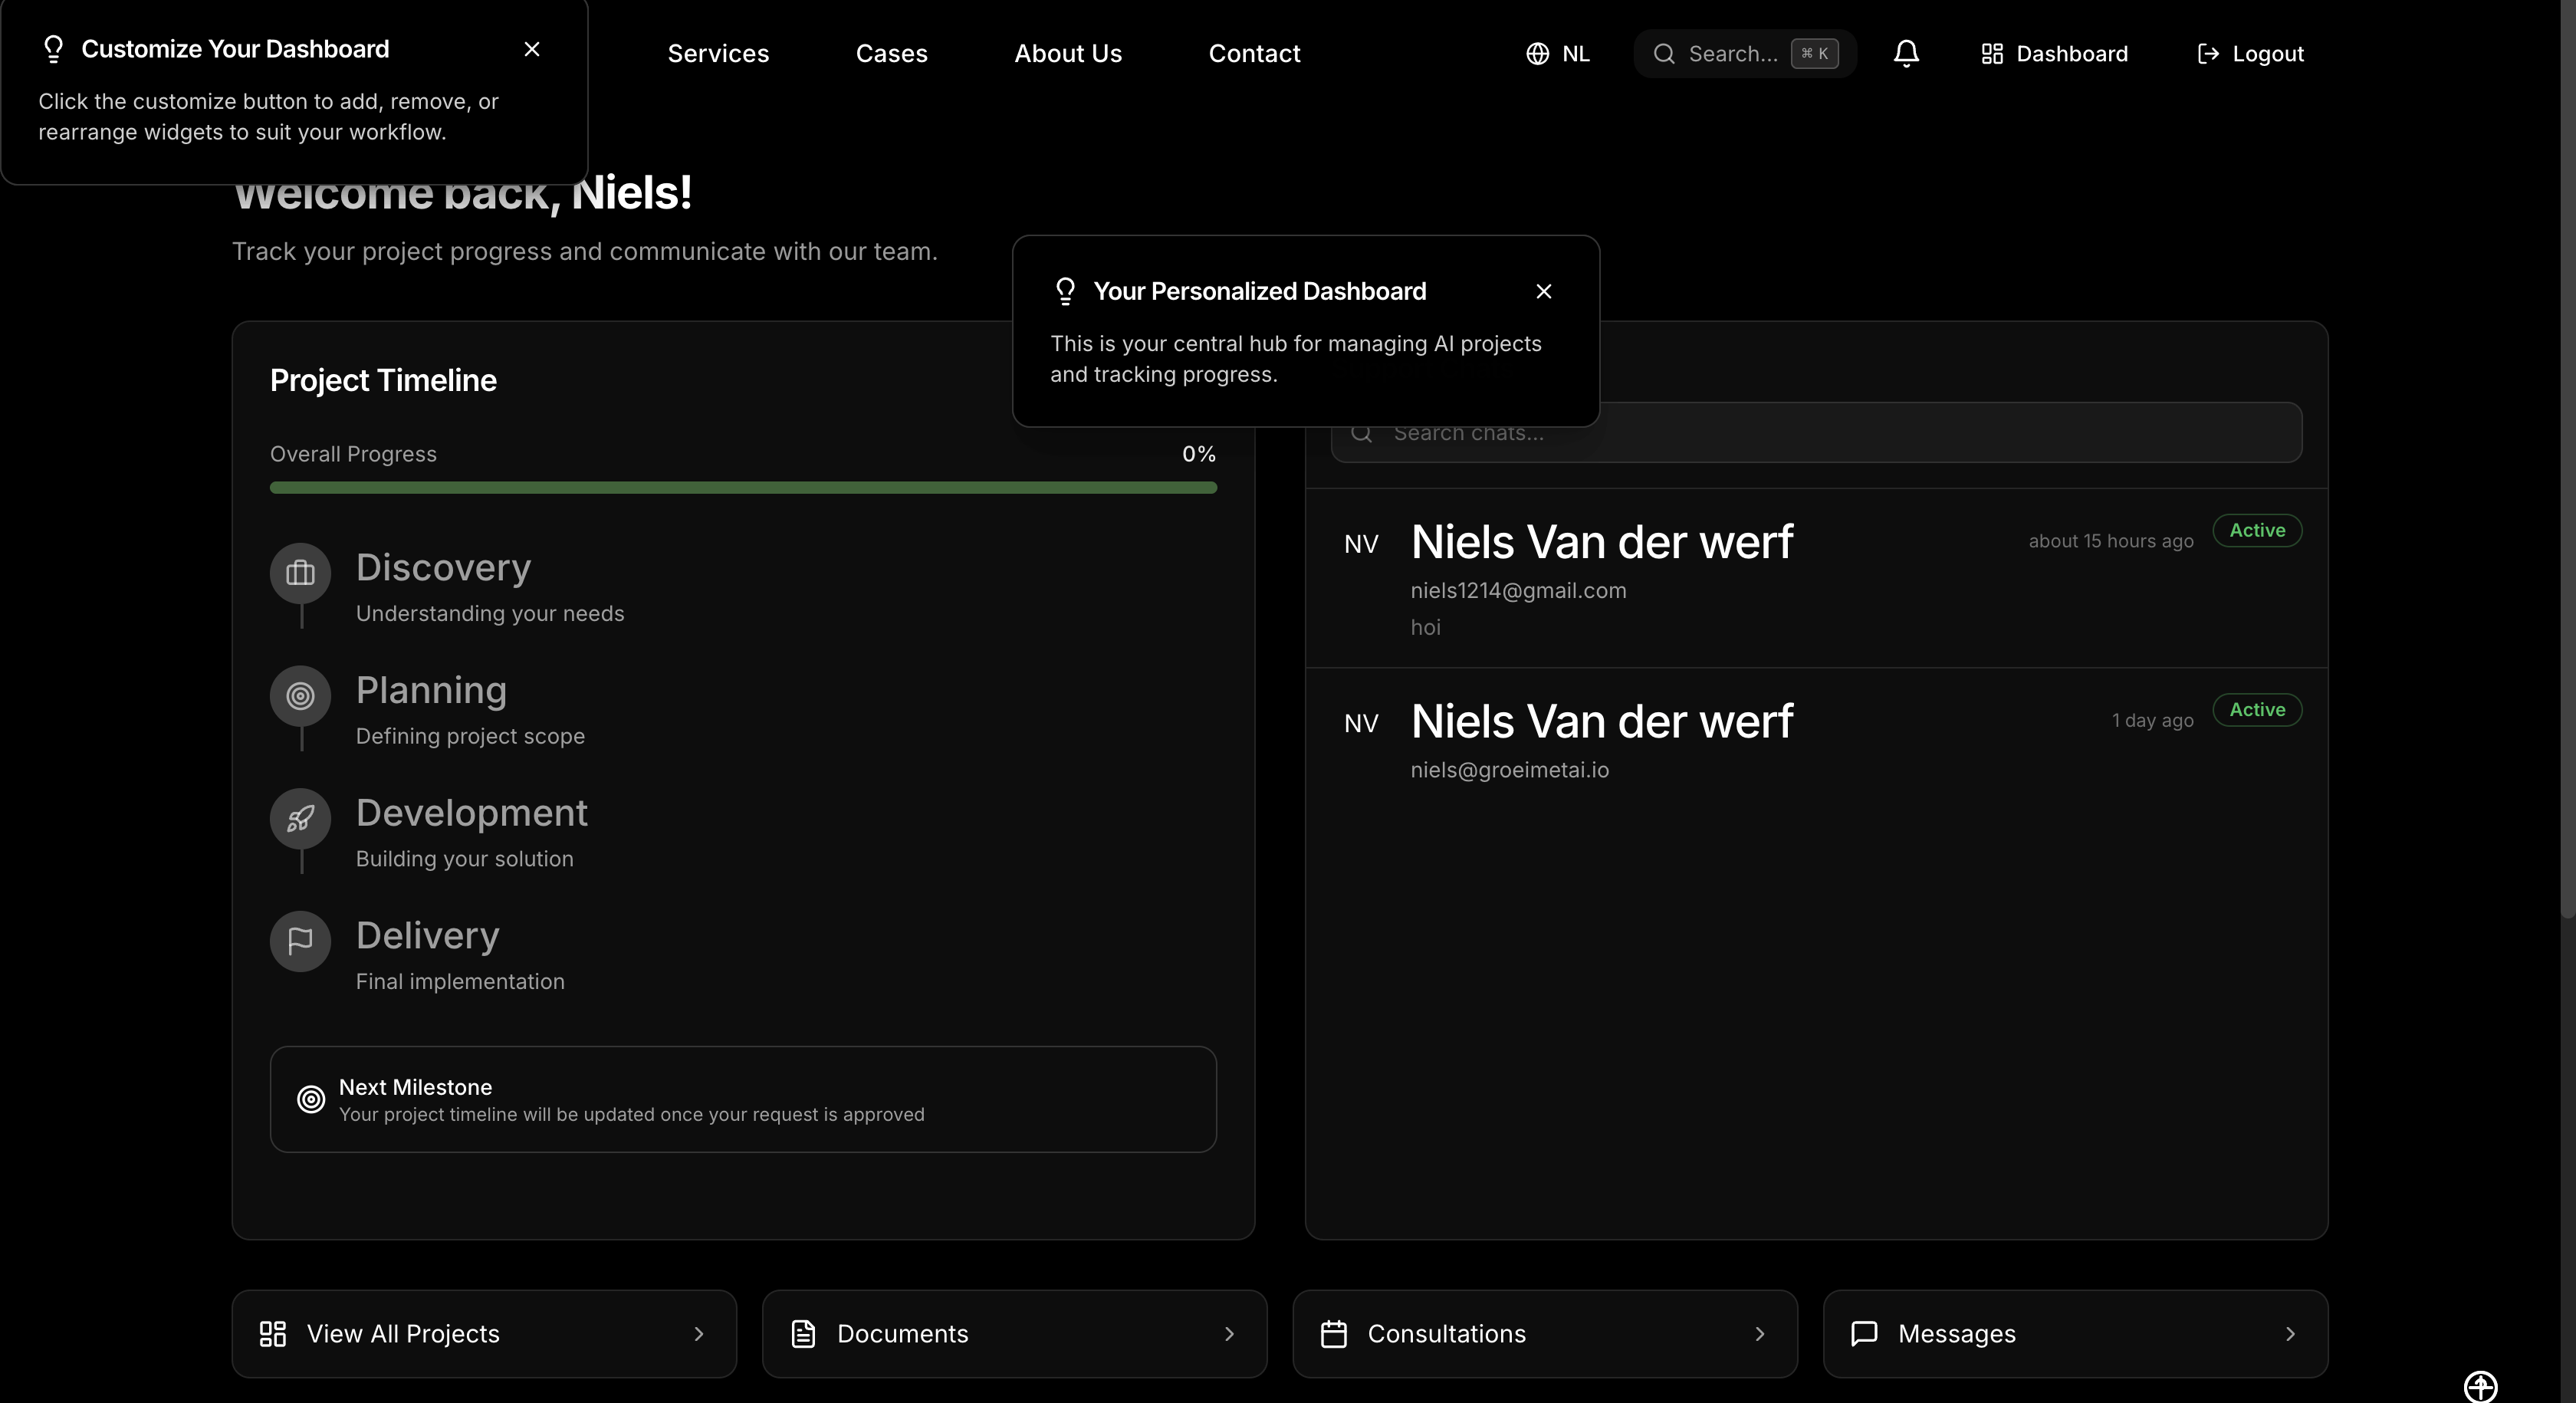 Customize Your Dashboard
Click the customize button to add, remove, or
rearrange widgets to suit your workflow.
Services
Cases
About Us
Contact
NL
Search...
⌘ K
Dashboard
Logout
Welcome back, Niels!
Track your project progress and communicate with our team.
Your Personalized Dashboard
This is your central hub for managing AI projects
and tracking progress.
Project Timeline
Overall Progress
0%
Discovery
Understanding your needs
Planning
Defining project scope
Development
Building your solution
Delivery
Final implementation
Next Milestone
Your project timeline will be updated once your request is approved
Search chats...
NV
Niels Van der werf
about 15 hours ago
Active
niels1214@gmail.com
hoi
NV
Niels Van der werf
1 day ago
Active
niels@groeimetai.io
View All Projects
Documents
Consultations
Messages